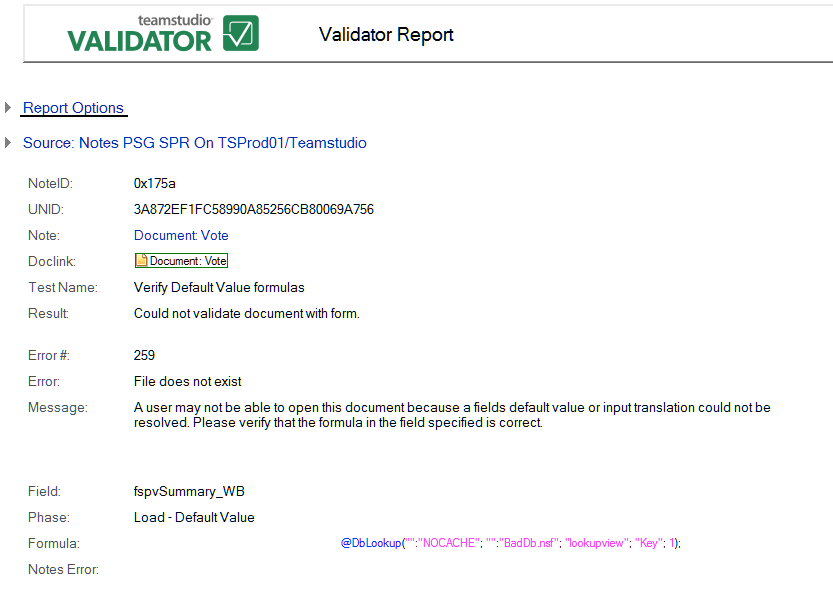 teamstudio
VALIDATOR
Validator Report
Report Options
Source: Notes PSG SPR On TSProd01/Teamstudio
NoteID: 0x175a
UNID: 3A872EF1FC58990A85256CB80069A756
Note: Document: Vote
Doclink: Document: Vote
Test Name: Verify Default Value formulas
Result: Could not validate document with form.
Error #: 259
Error: File does not exist
Message: A user may not be able to open this document because a fields default value or input translation could not be
resolved. Please verify that the formula in the field specified is correct.
Field: fspvSummary_WB
Phase: Load - Default Value
Formula: @DbLookup("":"NOCACHE"; "":"BadDb.nsf"; "lookupview"; "Key"; 1);
Notes Error: